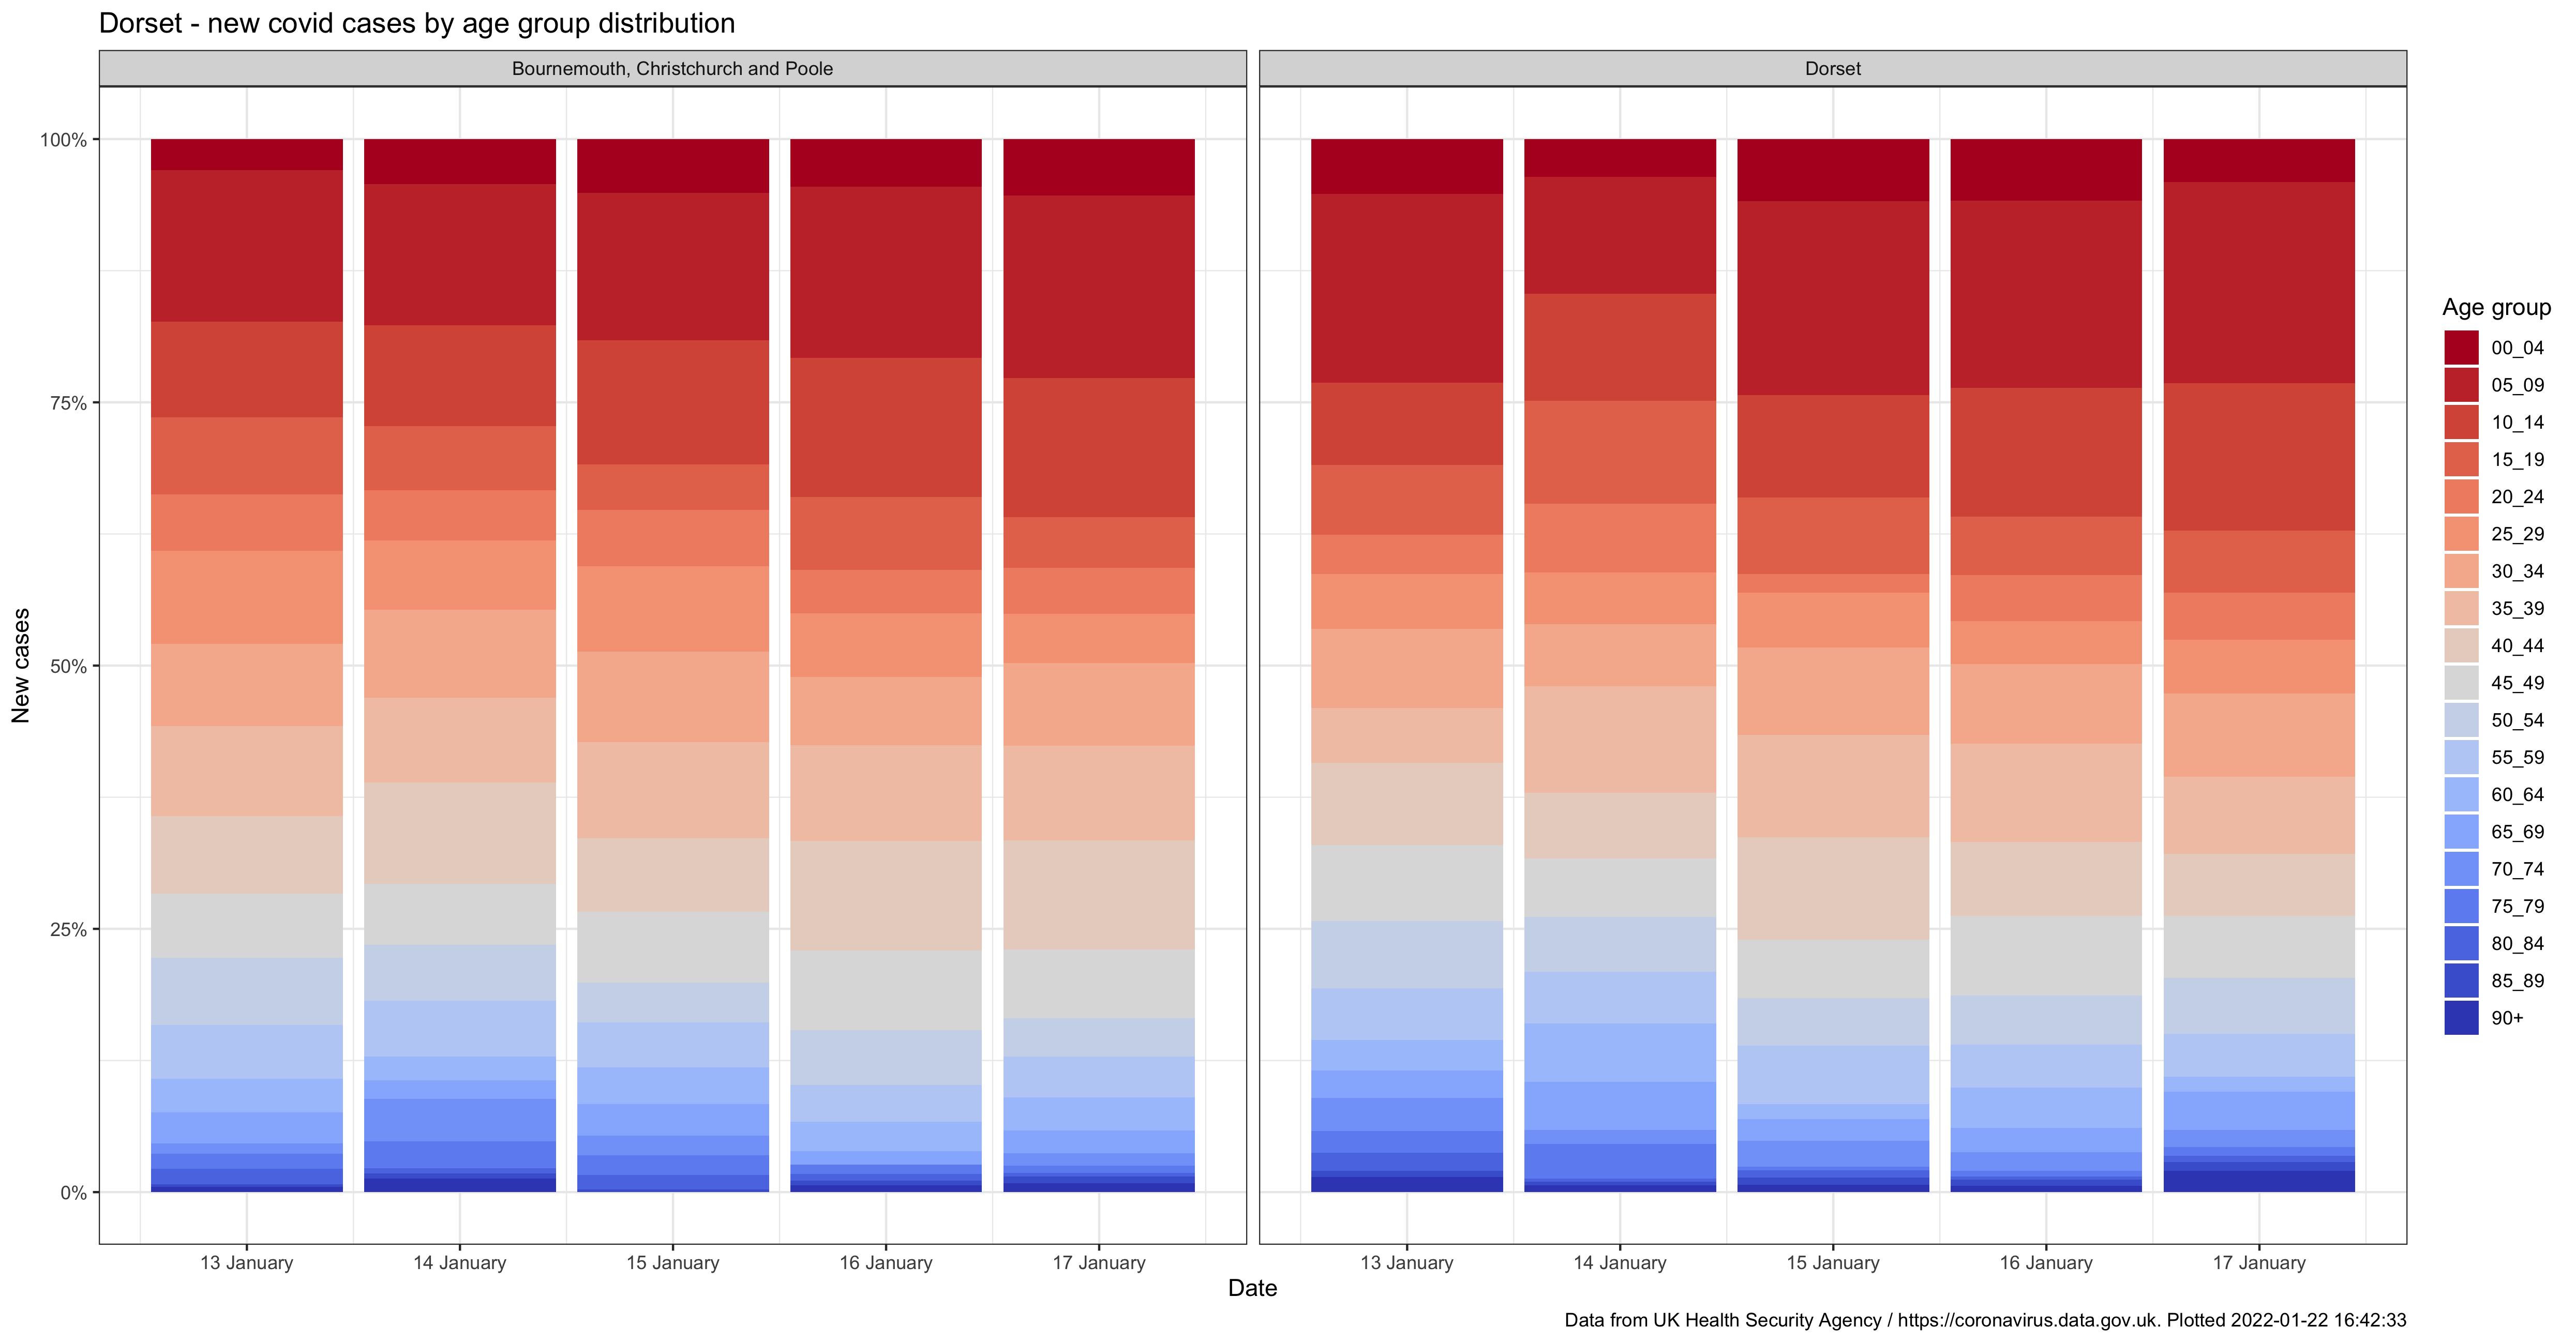 Dorset - new covid cases by age group distribution
Bournemouth, Christchurch and Poole
Dorset
New cases
100%
75%
50%
25%
0%
13 January
14 January
15 January
16 January
17 January
13 January
14 January
15 January
16 January
17 January
Date
Age group
00_04
05_09
10_14
15_19
20_24
25_29
30_34
35_39
40_44
45_49
50_54
55_59
60_64
65_69
70_74
75_79
80_84
85_89
90+
Data from UK Health Security Agency / https://coronavirus.data.gov.uk. Plotted 2022-01-22 16:42:33